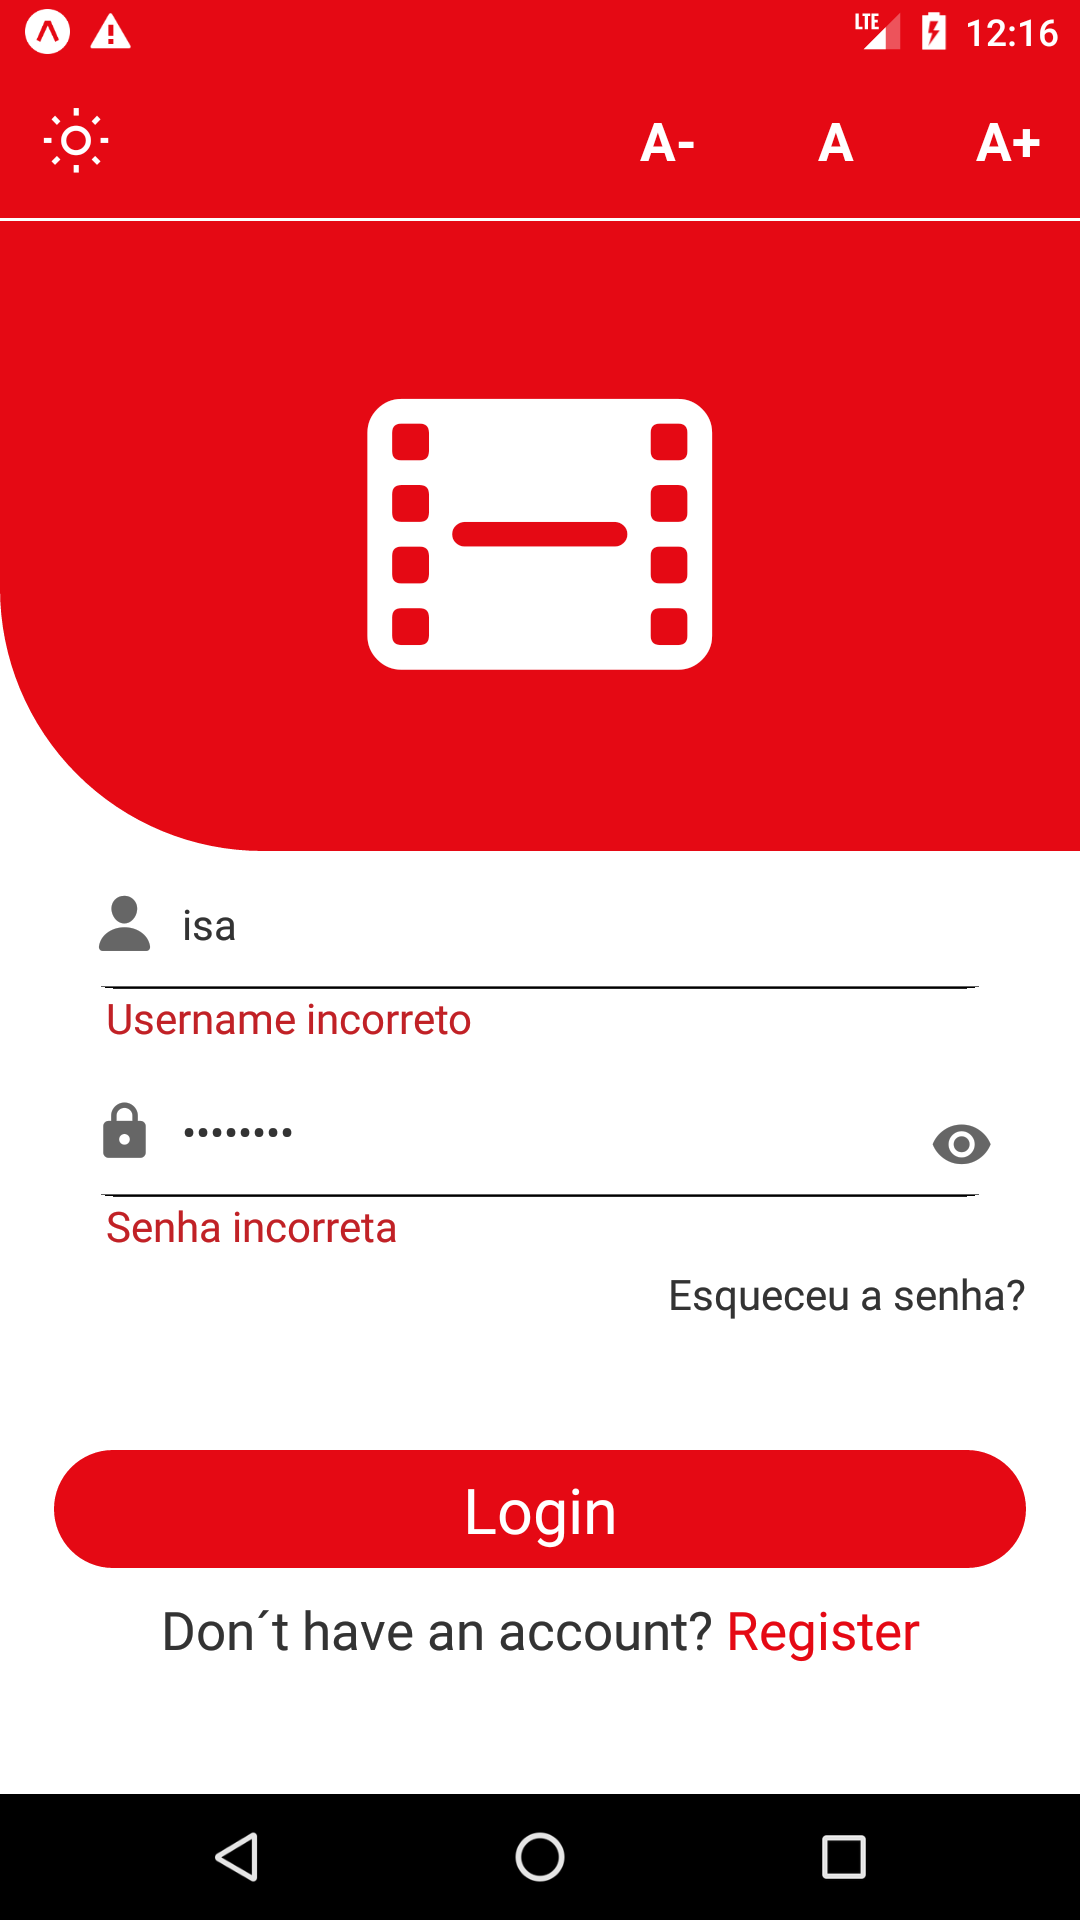 LTE 12:16
A- A A+
isa
Username incorreto
••••••••
Senha incorreta
Esqueceu a senha?
Login
Don´t have an account? Register